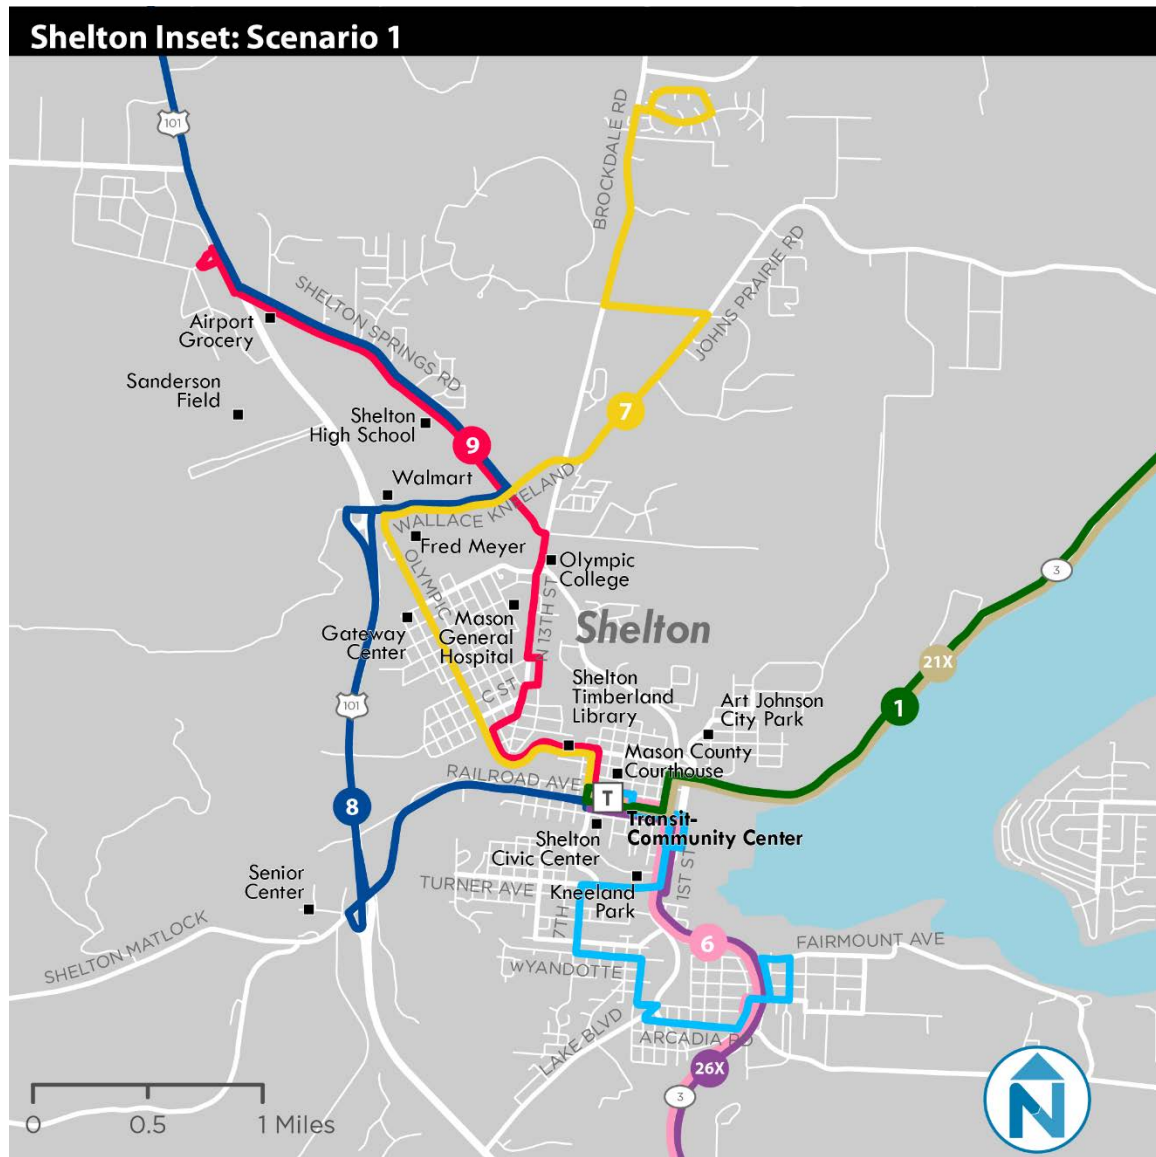 Shelton Inset: Scenario 1
101
BROCKDALE RD
JOHNS PRAIRIE RD
SHELTON SPRINGS RD
Airport
Grocery
Sanderson
Field
Shelton
High School
7
9
Walmart
WALLACE KNEELAND
Fred Meyer
OLYMPIC
Olympic
College
3
N 13TH ST
Mason
General
Hospital
Gateway
Center
Shelton
21X
C ST
Shelton
Timberland
Library
Art Johnson
City Park
1
101
Mason County
Courthouse
RAILROAD AVE
8
T
Transit-
Community Center
Shelton
Civic Center
1ST ST
Senior
Center
TURNER AVE
Kneeland
Park
7TH
SHELTON MATLOCK
6
FAIRMOUNT AVE
wYANDOTTE
LAKE BLVD
ARCADIA RD
26X
3
0 0.5 1 Miles
N